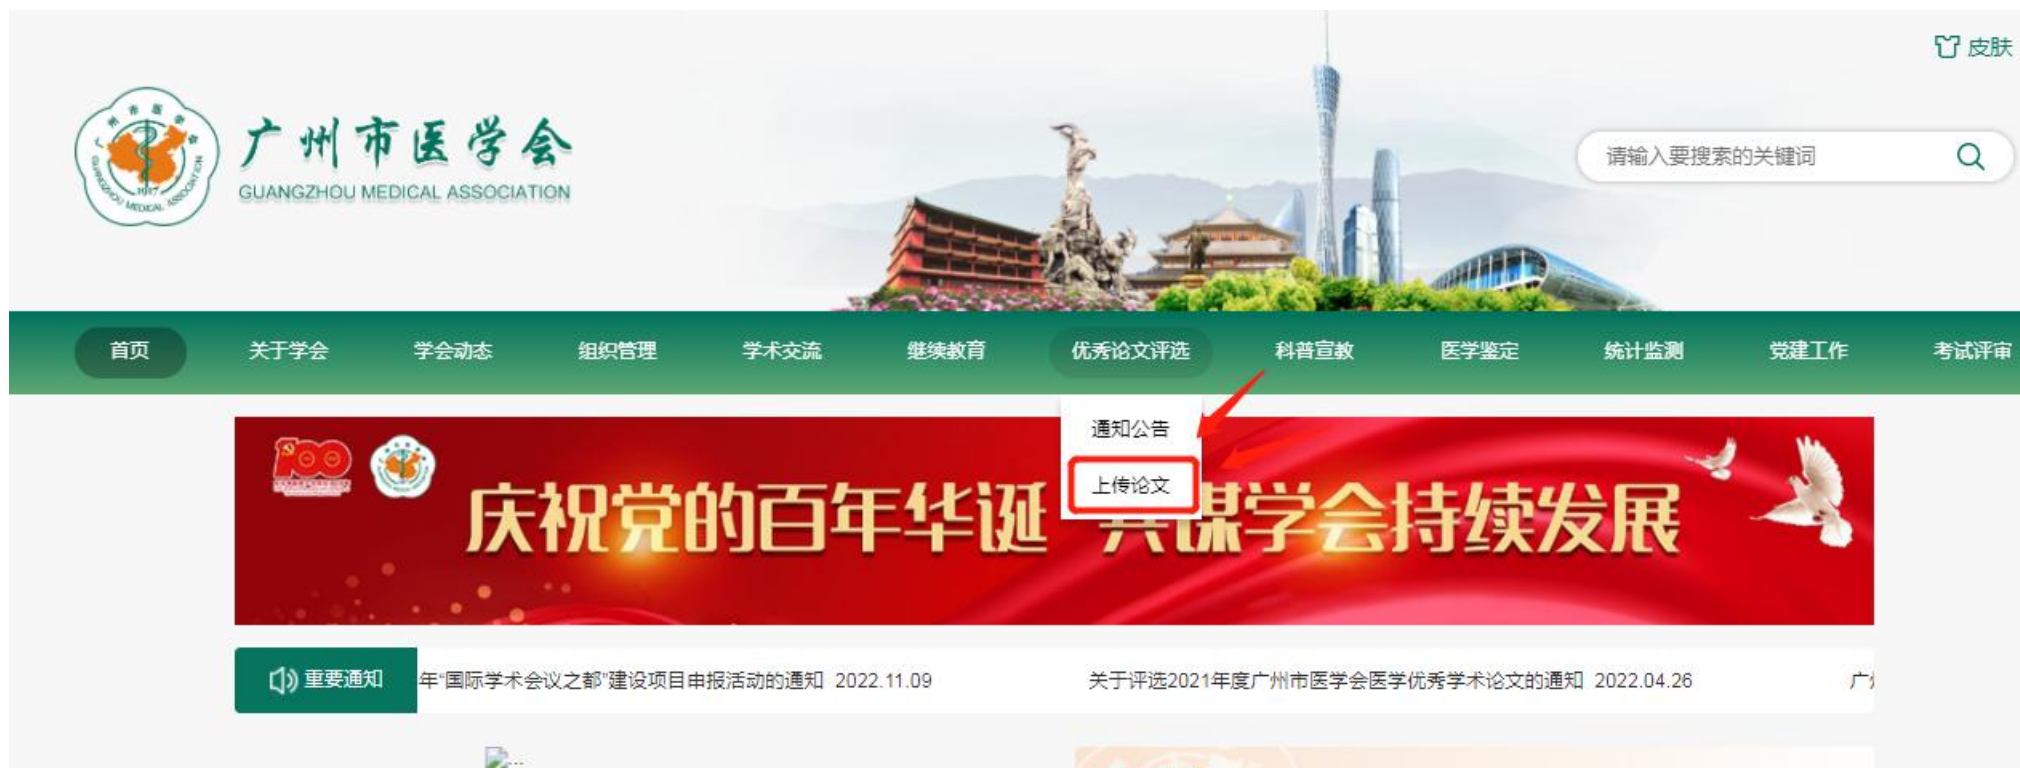 皮肤
广州市医学会
GUANGZHOU MEDICAL ASSOCIATION
1917
请输入要搜索的关键词
首页 关于学会 学会动态 组织管理 学术交流 继续教育 优秀论文评选 科普宣教 医学鉴定 统计监测 党建工作 考试评审
通知公告
上传论文
100
庆祝党的百年华诞 共谋学会持续发展
重要通知 年“国际学术会议之都”建设项目申报活动的通知 2022.11.09 关于评选2021年度广州市医学会医学优秀学术论文的通知 2022.04.26 广